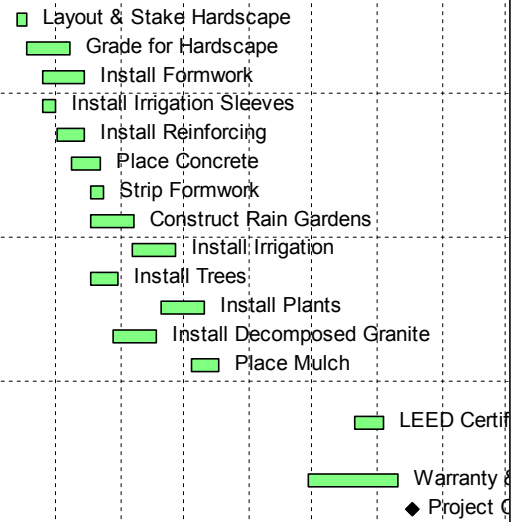 Layout & Stake Hardscape
Grade for Hardscape
Install Formwork
Install Irrigation Sleeves
Install Reinforcing
Place Concrete
Strip Formwork
Construct Rain Gardens
Install Irrigation
Install Trees
Install Plants
Install Decomposed Granite
Place Mulch
LEED Certif
Warranty &
Project C